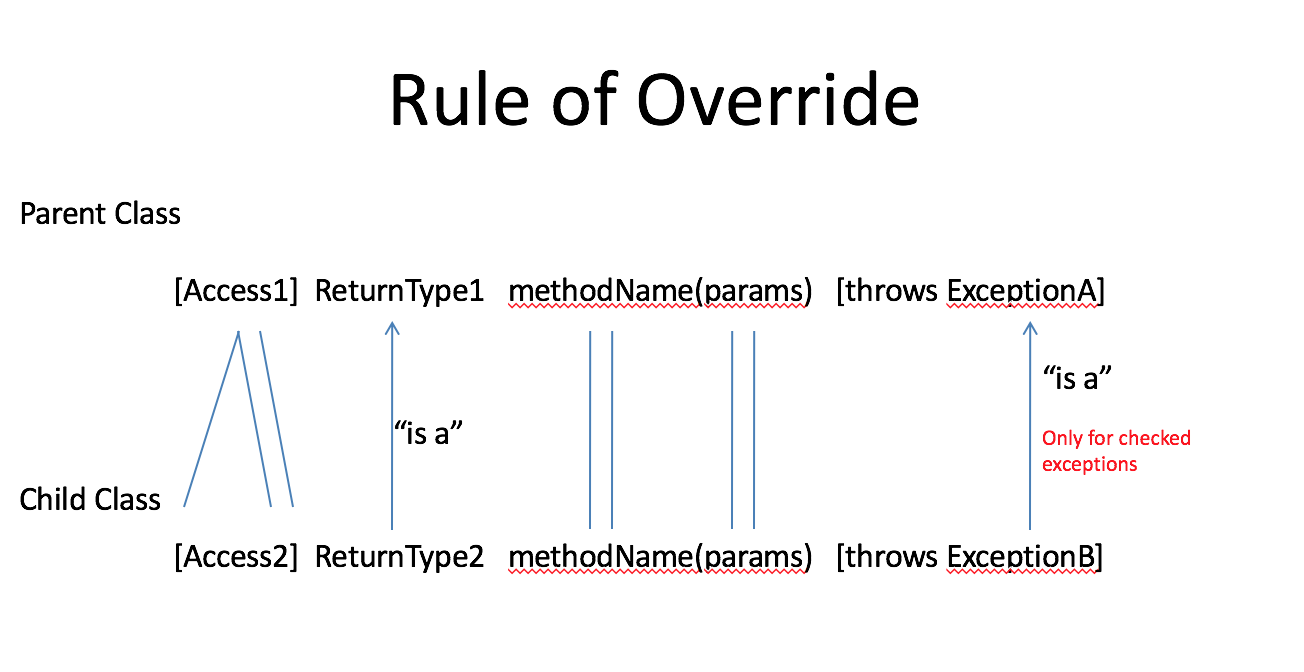 Rule of Override
Parent Class
[Access1] ReturnType1 methodName(params) [throws ExceptionA]
“is a”
“is a”
Only for checked
exceptions
Child Class
[Access2] ReturnType2 methodName(params) [throws ExceptionB]